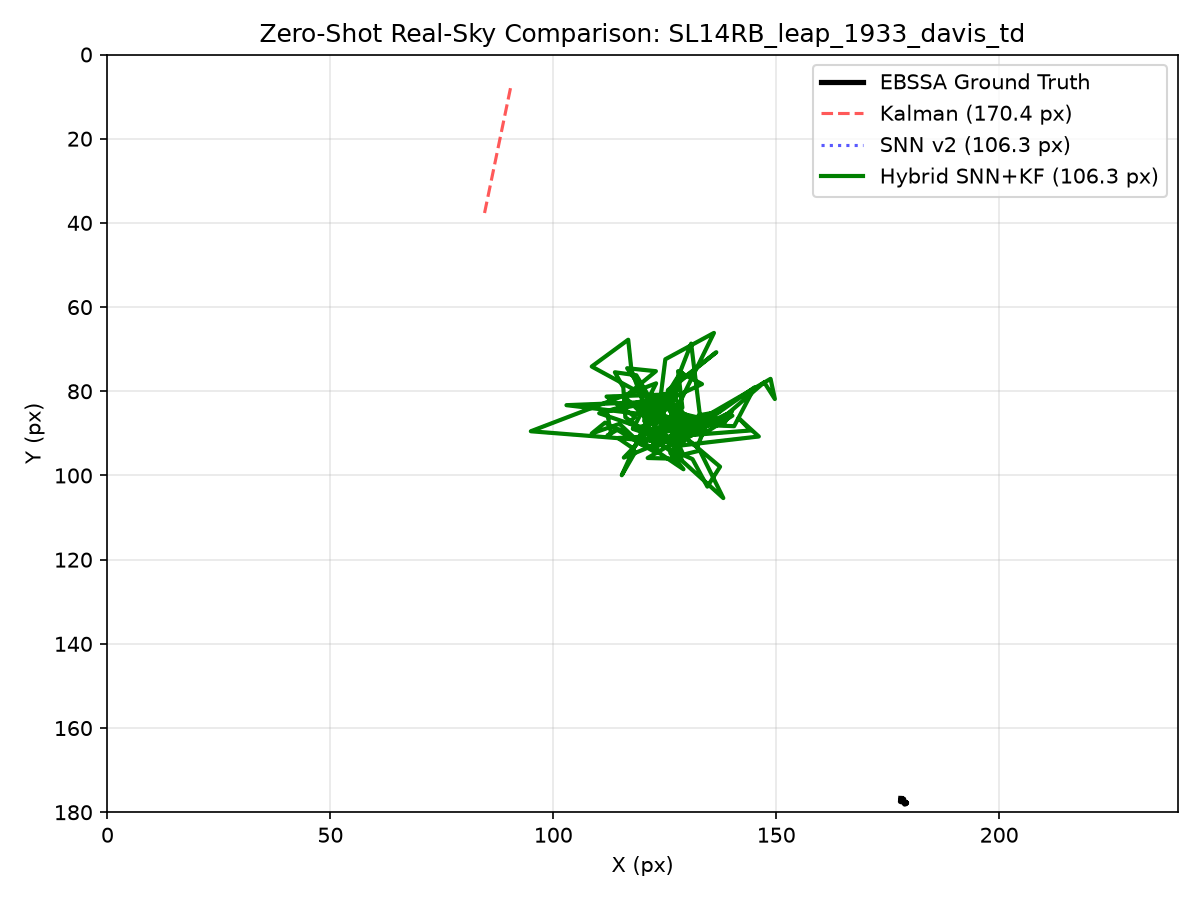 Zero-Shot Real-Sky Comparison: SL14RB_leap_1933_davis_td
EBSSA Ground Truth
Kalman (170.4 px)
SNN v2 (106.3 px)
Hybrid SNN+KF (106.3 px)
Y (px)
0
20
40
60
80
100
120
140
160
180
0
50
100
150
200
X (px)